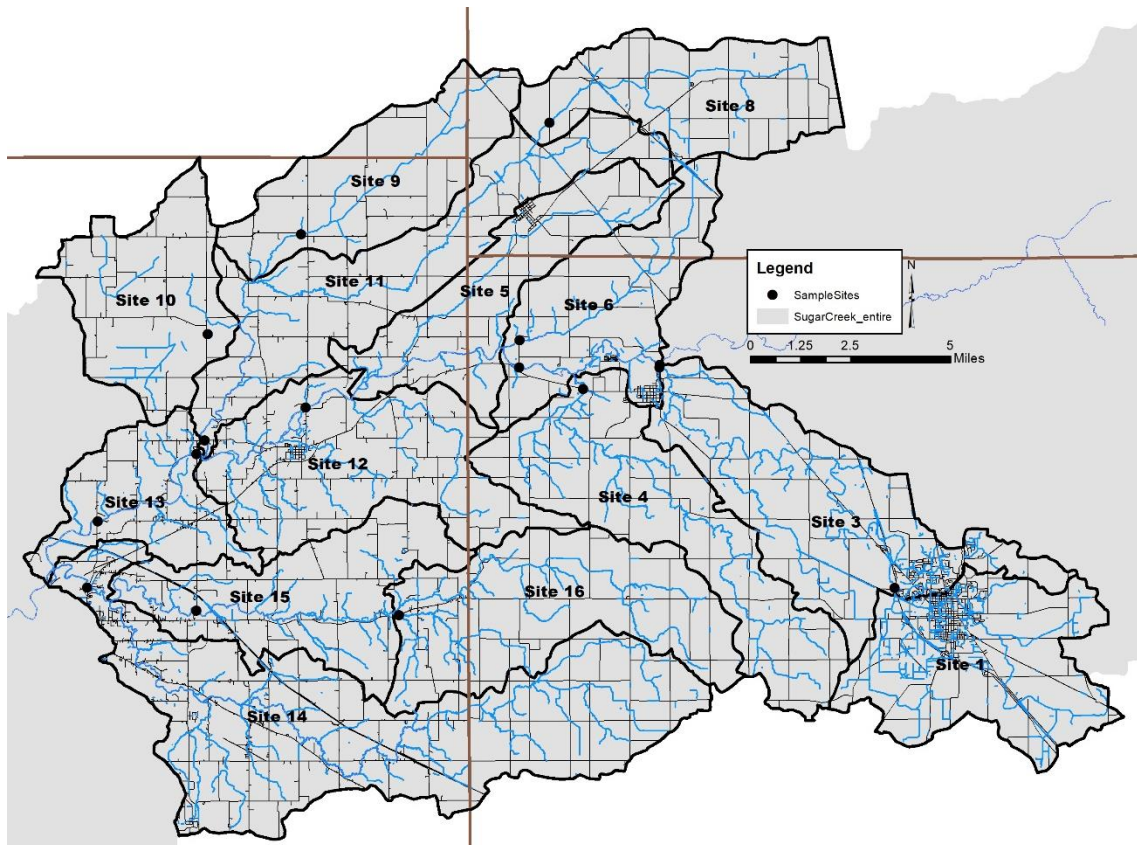 Site 8
Site 9
Site 11
Site 5
Site 10
Site 6
Legend
SampleSites
SugarCreek_entire
N
0 1.25 2.5 5
Miles
Site 12
Site 13
Site 4
Site 3
Site 15
Site 16
Site 1
Site 14